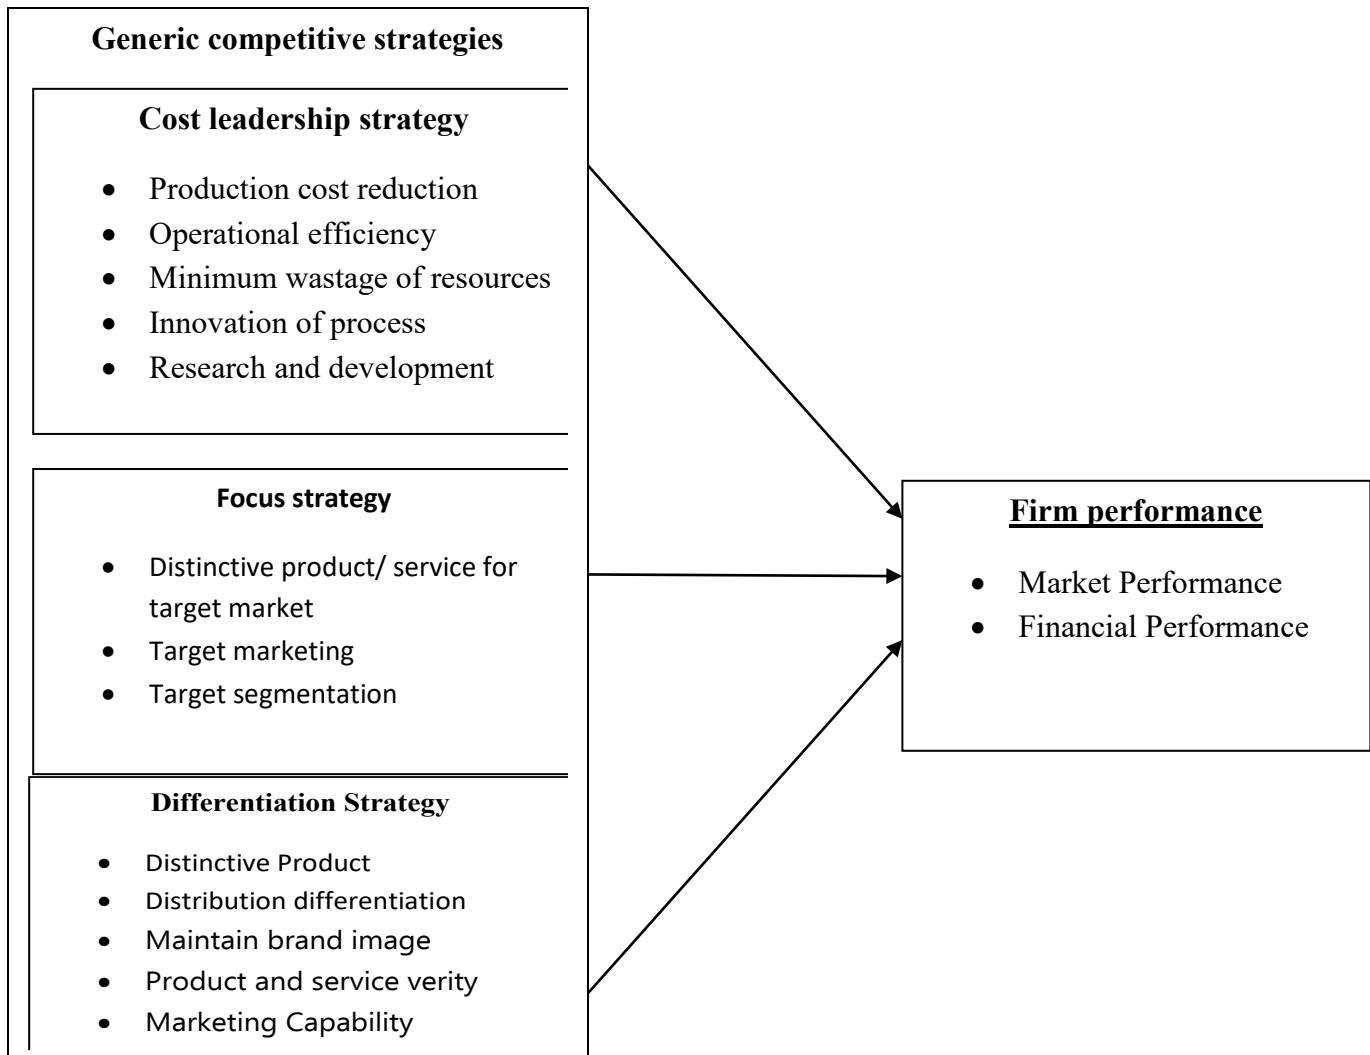 Generic competitive strategies
Cost leadership strategy
• Production cost reduction
• Operational efficiency
• Minimum wastage of resources
• Innovation of process
• Research and development
Focus strategy
• Distinctive product/ service for
target market
• Target marketing
• Target segmentation
Differentiation Strategy
• Distinctive Product
• Distribution differentiation
• Maintain brand image
• Product and service verity
• Marketing Capability
Firm performance
• Market Performance
• Financial Performance